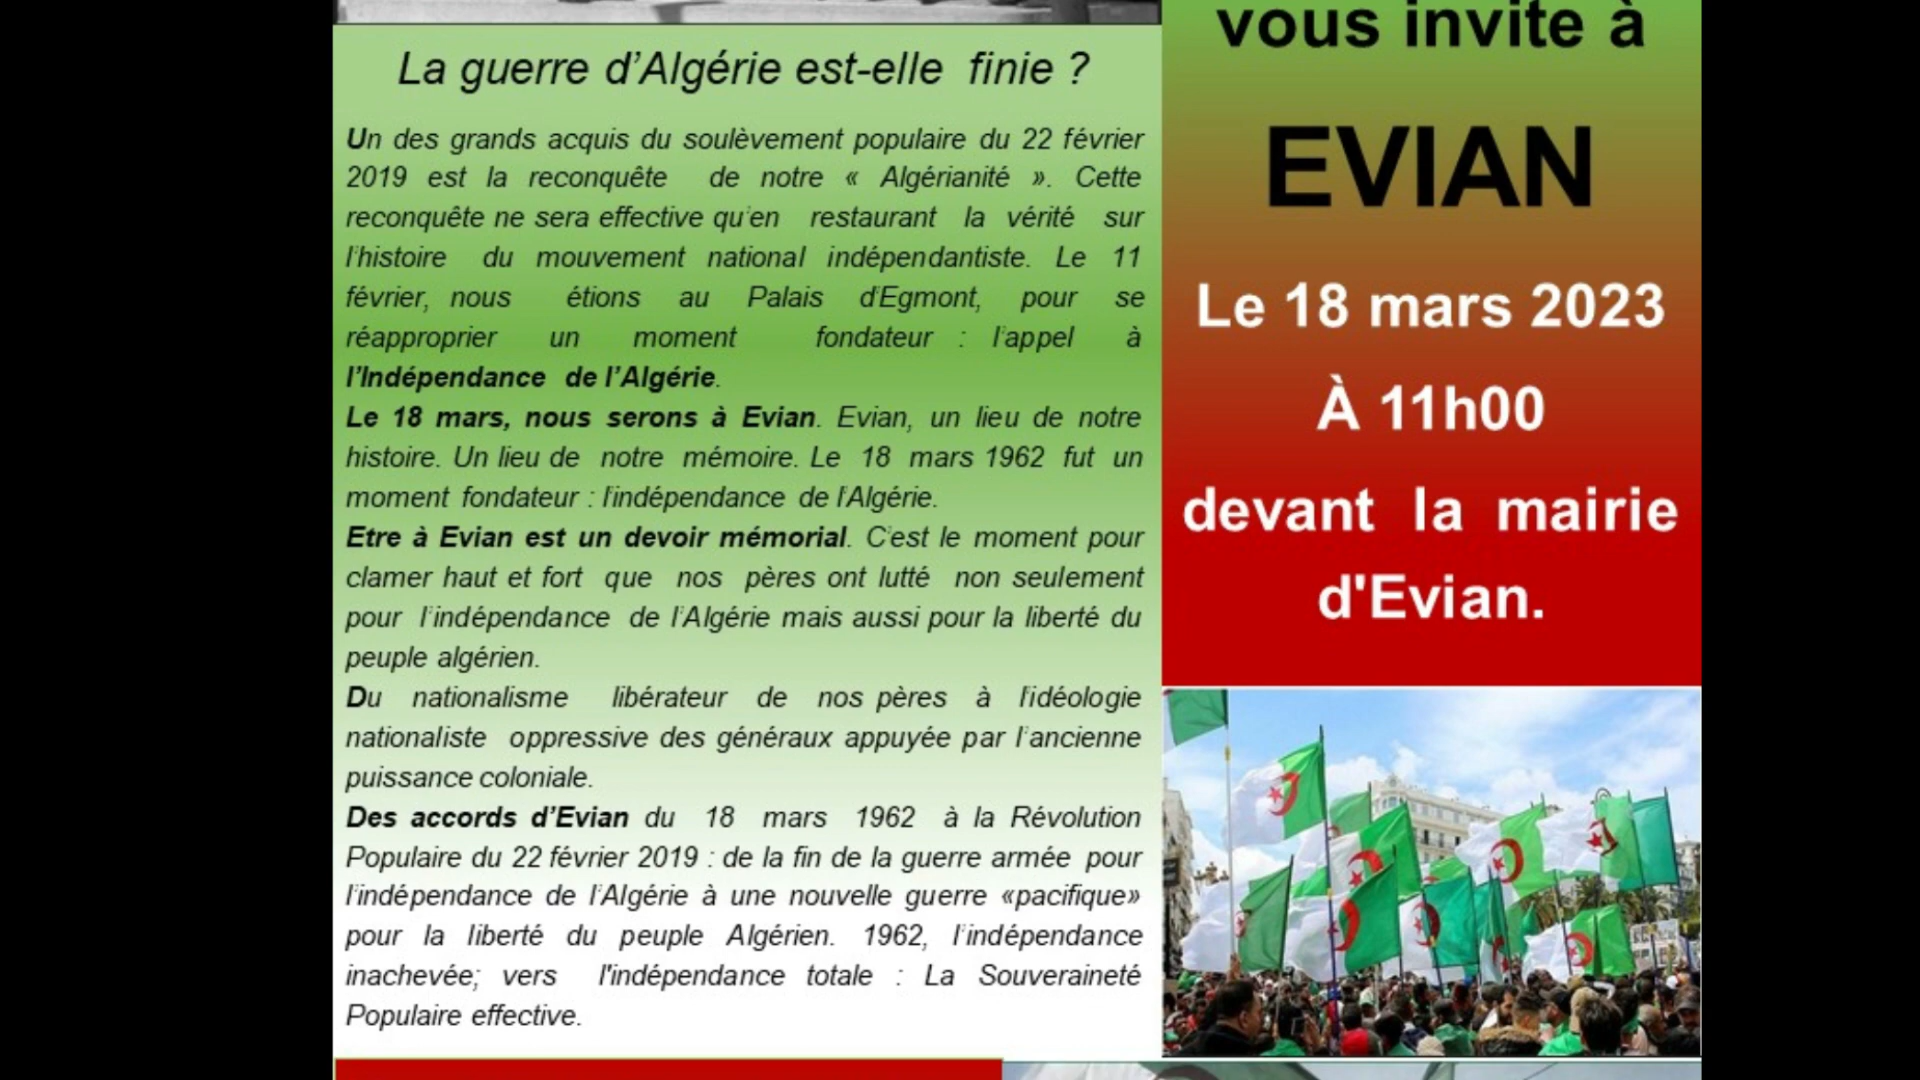 La guerre d’Algérie est-elle finie ?
Un des grands acquis du soulèvement populaire du 22 février
2019 est la reconquête de notre « Algérianité ». Cette
reconquête ne sera effective qu'en restaurant la vérité sur
l'histoire du mouvement national indépendantiste. Le 11
février, nous étions au Palais d'Egmont, pour se
réapproprier un moment fondateur : l'appel à
l’Indépendance de l’Algérie.
Le 18 mars, nous serons à Evian. Evian, un lieu de notre
histoire. Un lieu de notre mémoire. Le 18 mars 1962 fut un
moment fondateur : l'indépendance de l'Algérie.
Etre à Evian est un devoir mémorial. C'est le moment pour
clamer haut et fort que nos pères ont lutté non seulement
pour l'indépendance de l'Algérie mais aussi pour la liberté du
peuple algérien.
Du nationalisme libérateur de nos pères à l'idéologie
nationaliste oppressive des généraux appuyée par l'ancienne
puissance coloniale.
Des accords d’Evian du 18 mars 1962 à la Révolution
Populaire du 22 février 2019 : de la fin de la guerre armée pour
l'indépendance de l'Algérie à une nouvelle guerre «pacifique»
pour la liberté du peuple Algérien. 1962, l'indépendance
inachevée; vers l'indépendance totale : La Souveraineté
Populaire effective.
vous invite à
EVIAN
Le 18 mars 2023
À 11h00
devant la mairie
d'Evian.